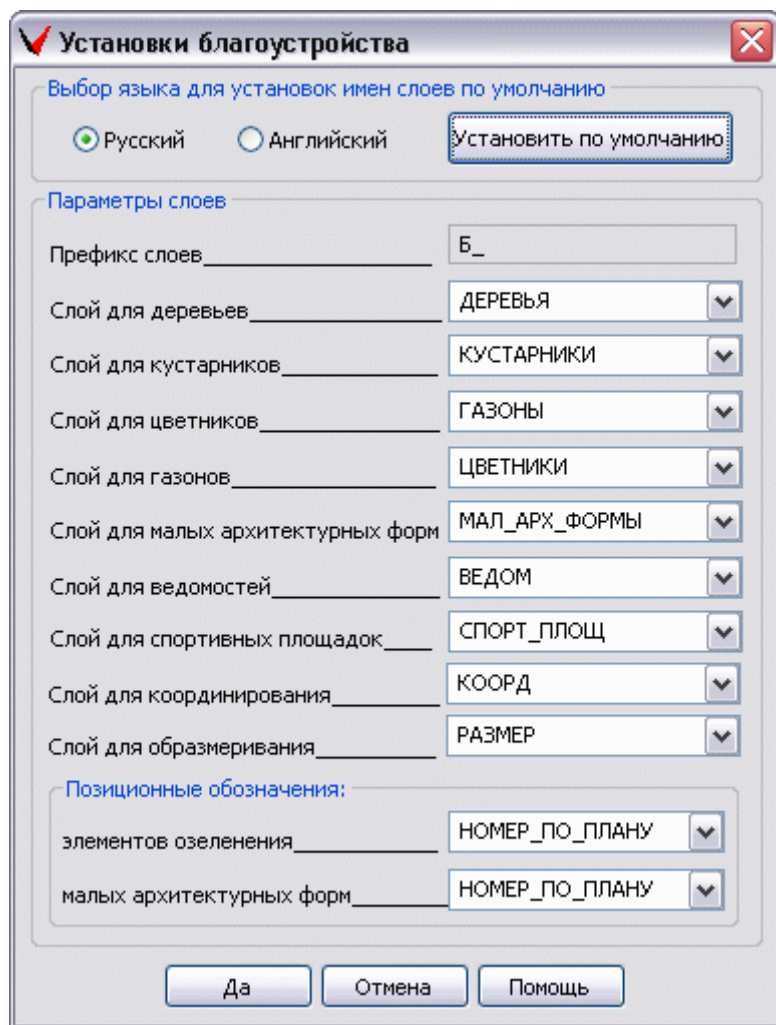 Установки благоустройства
Выбор языка для установок имен слоев по умолчанию
Русский Английский Установить по умолчанию
Параметры слоев
Префикс слоев Б_
Слой для деревьев ДЕРЕВЬЯ
Слой для кустарников КУСТАРНИКИ
Слой для цветников ГАЗОНЫ
Слой для газонов ЦВЕТНИКИ
Слой для малых архитектурных форм МАЛ_АРХ_ФОРМЫ
Слой для ведомостей ВЕДОМ
Слой для спортивных площадок СПОРТ_ПЛОЩ
Слой для координирования КООРД
Слой для образмеривания РАЗМЕР
Позиционные обозначения:
элементов озеленения НОМЕР_ПО_ПЛАНУ
малых архитектурных форм НОМЕР_ПО_ПЛАНУ
Да Отмена Помощь